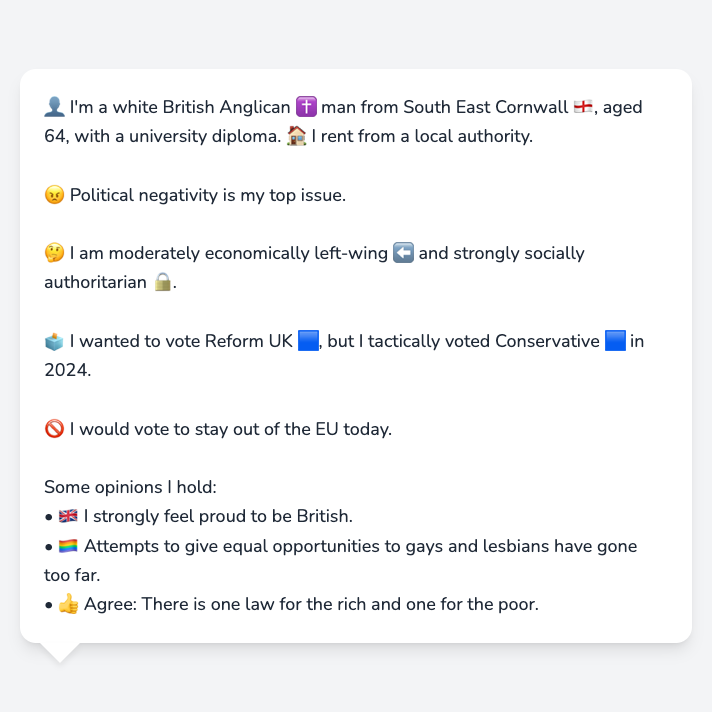 👤 I'm a white British Anglican ✝️ man from South East Cornwall 🏴󠁧󠁢󠁥󠁮󠁧󠁿, aged
64, with a university diploma. 🏠 I rent from a local authority.
😠 Political negativity is my top issue.
🤔 I am moderately economically left-wing ⬅️ and strongly socially
authoritarian 🔒.
🗳️ I wanted to vote Reform UK 🟦, but I tactically voted Conservative 🟦 in
2024.
🚫 I would vote to stay out of the EU today.
Some opinions I hold:
• 🇬🇧 I strongly feel proud to be British.
• 🏳️‍🌈 Attempts to give equal opportunities to gays and lesbians have gone
too far.
• 👍 Agree: There is one law for the rich and one for the poor.